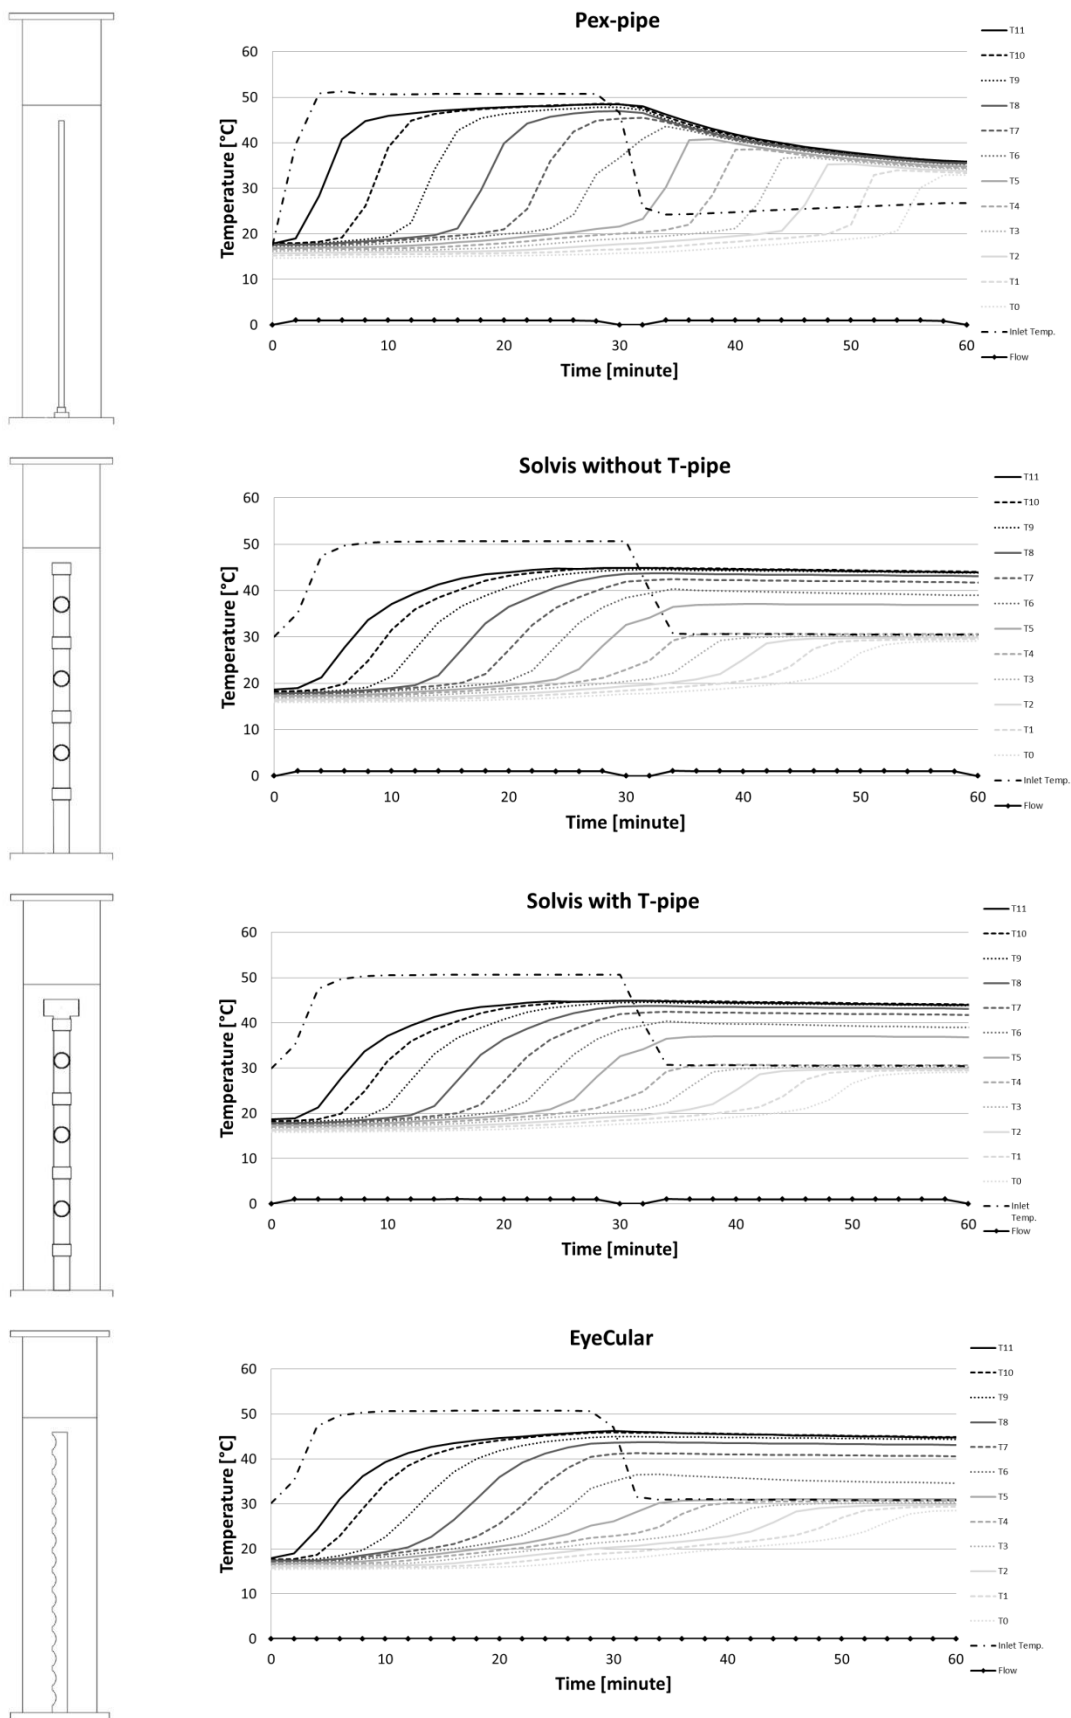 Pex-pipe
Temperature [°C]
60
50
40
30
20
10
0
0 10 20 30 40 50 60
Time [minute]
T11
T10
T9
T8
T7
T6
T5
T4
T3
T2
T1
T0
Inlet Temp.
Flow
Solvis without T-pipe
Temperature [°C]
60
50
40
30
20
10
0
0 10 20 30 40 50 60
Time [minute]
T11
T10
T9
T8
T7
T6
T5
T4
T3
T2
T1
T0
Inlet Temp.
Flow
Solvis with T-pipe
Temperature [°C]
60
50
40
30
20
10
0
0 10 20 30 40 50 60
Time [minute]
T11
T10
T9
T8
T7
T6
T5
T4
T3
T2
T1
T0
Inlet
Temp.
Flow
EyeCular
Temperature [°C]
60
50
40
30
20
10
0
0 10 20 30 40 50 60
Time [minute]
T11
T10
T9
T8
T7
T6
T5
T4
T3
T2
T1
T0
Inlet Temp.
Flow